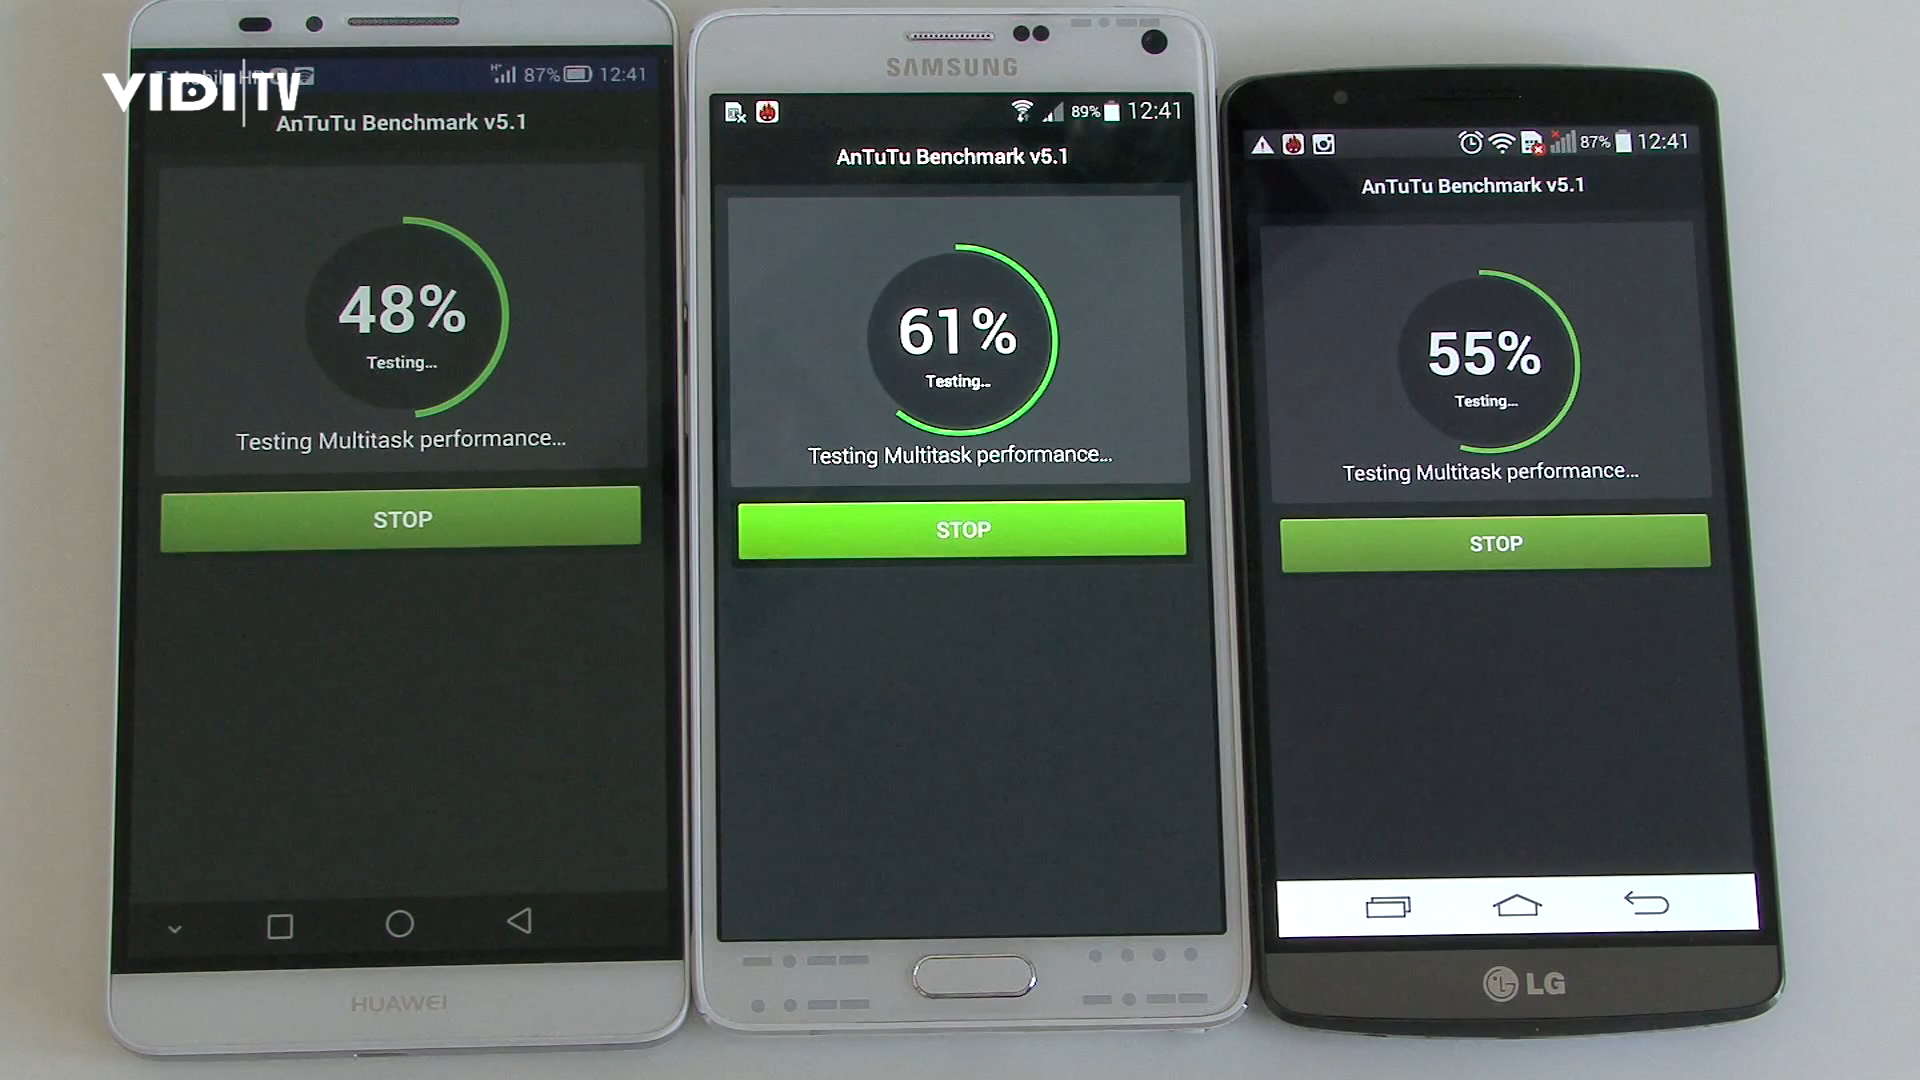 VIDI TV
87% 12:41
AnTuTu Benchmark v5.1
48%
Testing...
Testing Multitask performance...
STOP
HUAWEI
SAMSUNG
89% 12:41
AnTuTu Benchmark v5.1
61%
Testing...
Testing Multitask performance...
STOP
87% 12:41
AnTuTu Benchmark v5.1
55%
Testing...
Testing Multitask performance...
STOP
LG